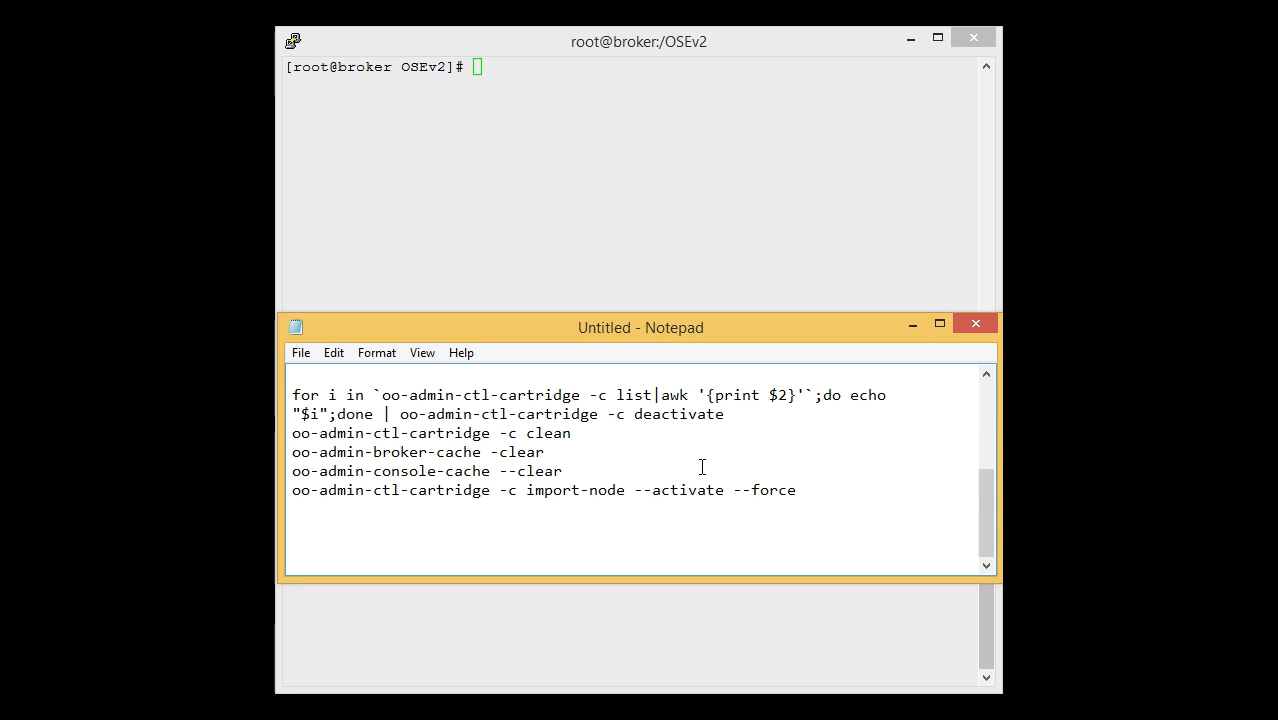 root@broker:/OSEv2
[root@broker OSEv2]#
Untitled - Notepad
File Edit Format View Help
for i in `oo-admin-ctl-cartridge -c list|awk '{print $2}'`;do echo
"$i";done | oo-admin-ctl-cartridge -c deactivate
oo-admin-ctl-cartridge -c clean
oo-admin-broker-cache -clear
oo-admin-console-cache --clear
oo-admin-ctl-cartridge -c import-node --activate --force